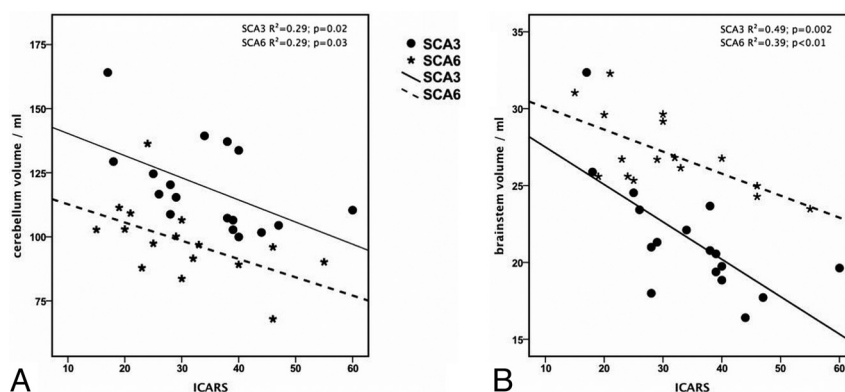 SCA3 R²=0.29; p=0.02
SCA6 R²=0.29; p=0.03
175
150
125
100
75
cerebellum volume / ml
10 20 30 40 50 60
ICARS
A
SCA3
SCA6
SCA3
SCA6
SCA3 R²=0.49; p=0.002
SCA6 R²=0.39; p<0.01
35
30
25
20
15
brainstem volume / ml
10 20 30 40 50 60
ICARS
B